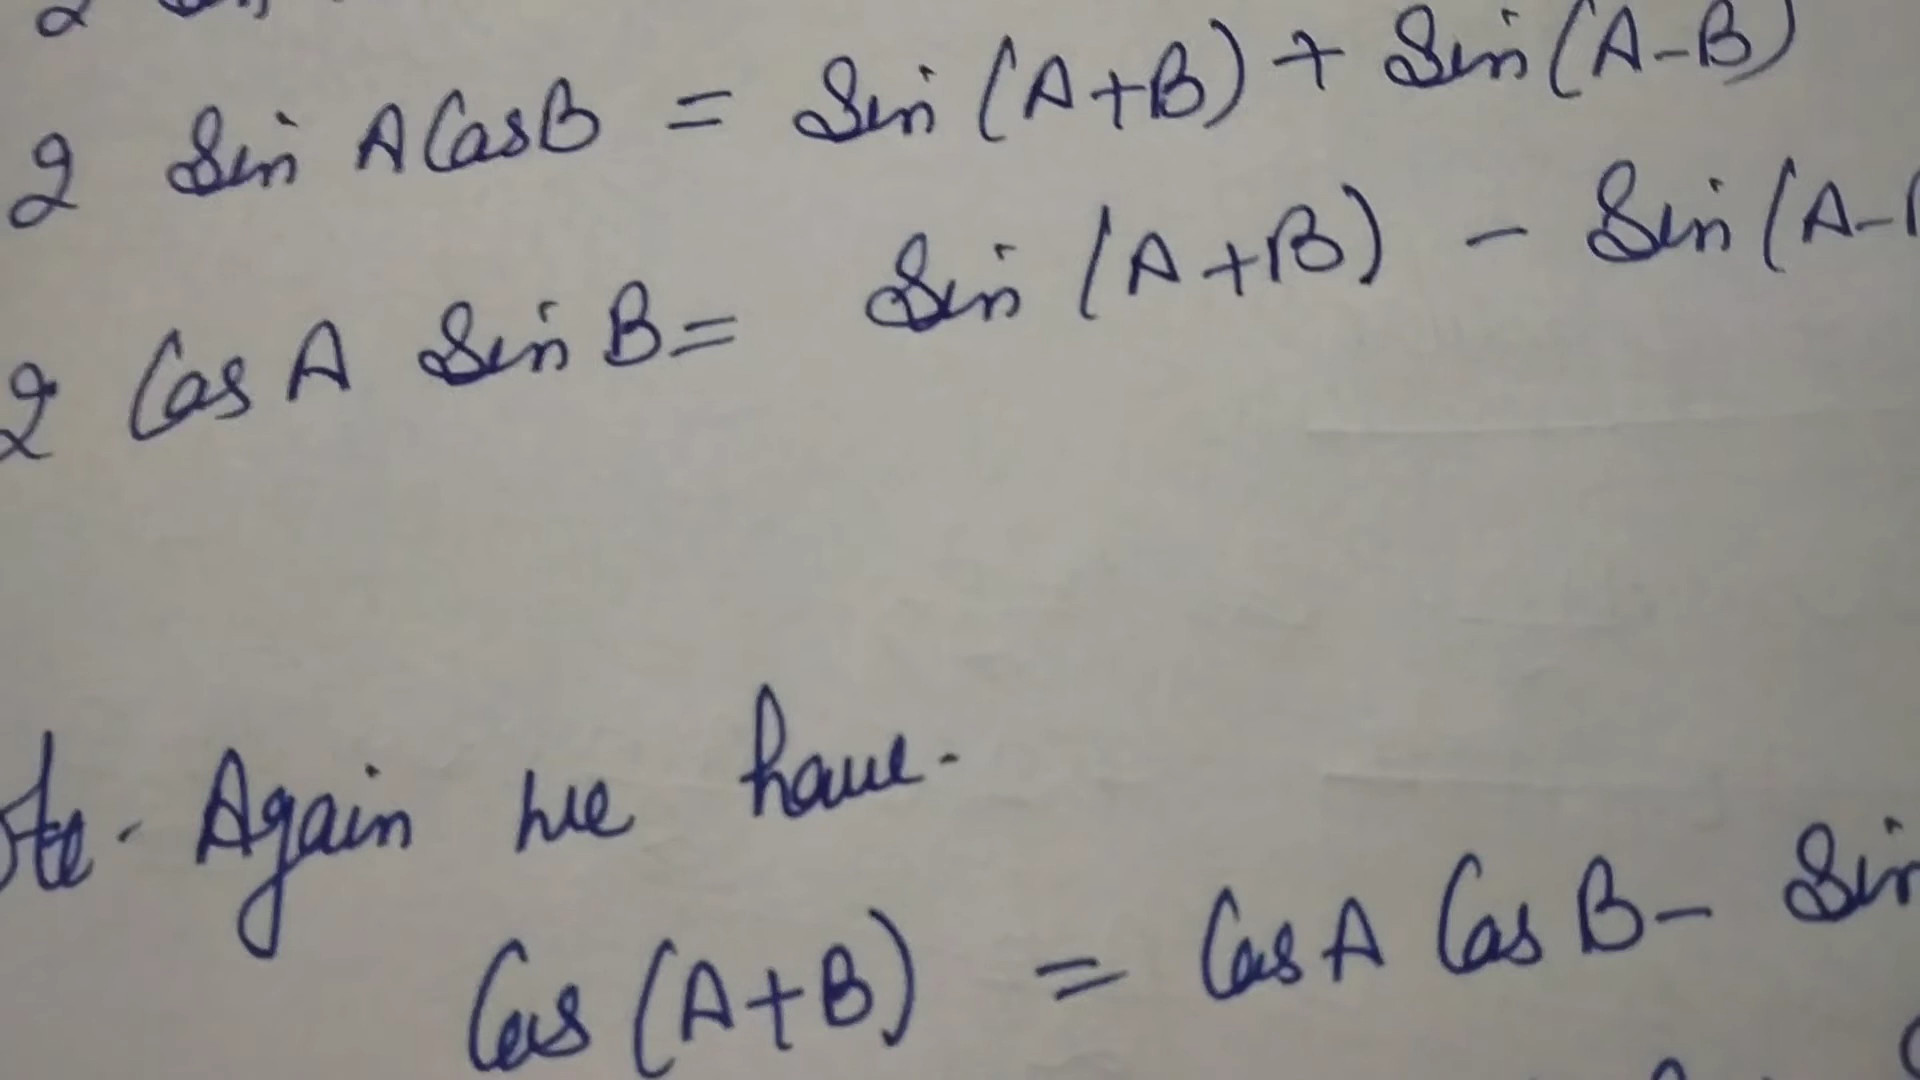 2 Sin A Cos B = Sin (A+B) + Sin (A-B)
2 Cos A Sin B = Sin (A+B) - Sin (A-
Again we have.
Cos (A+B) = Cos A Cos B - Sin